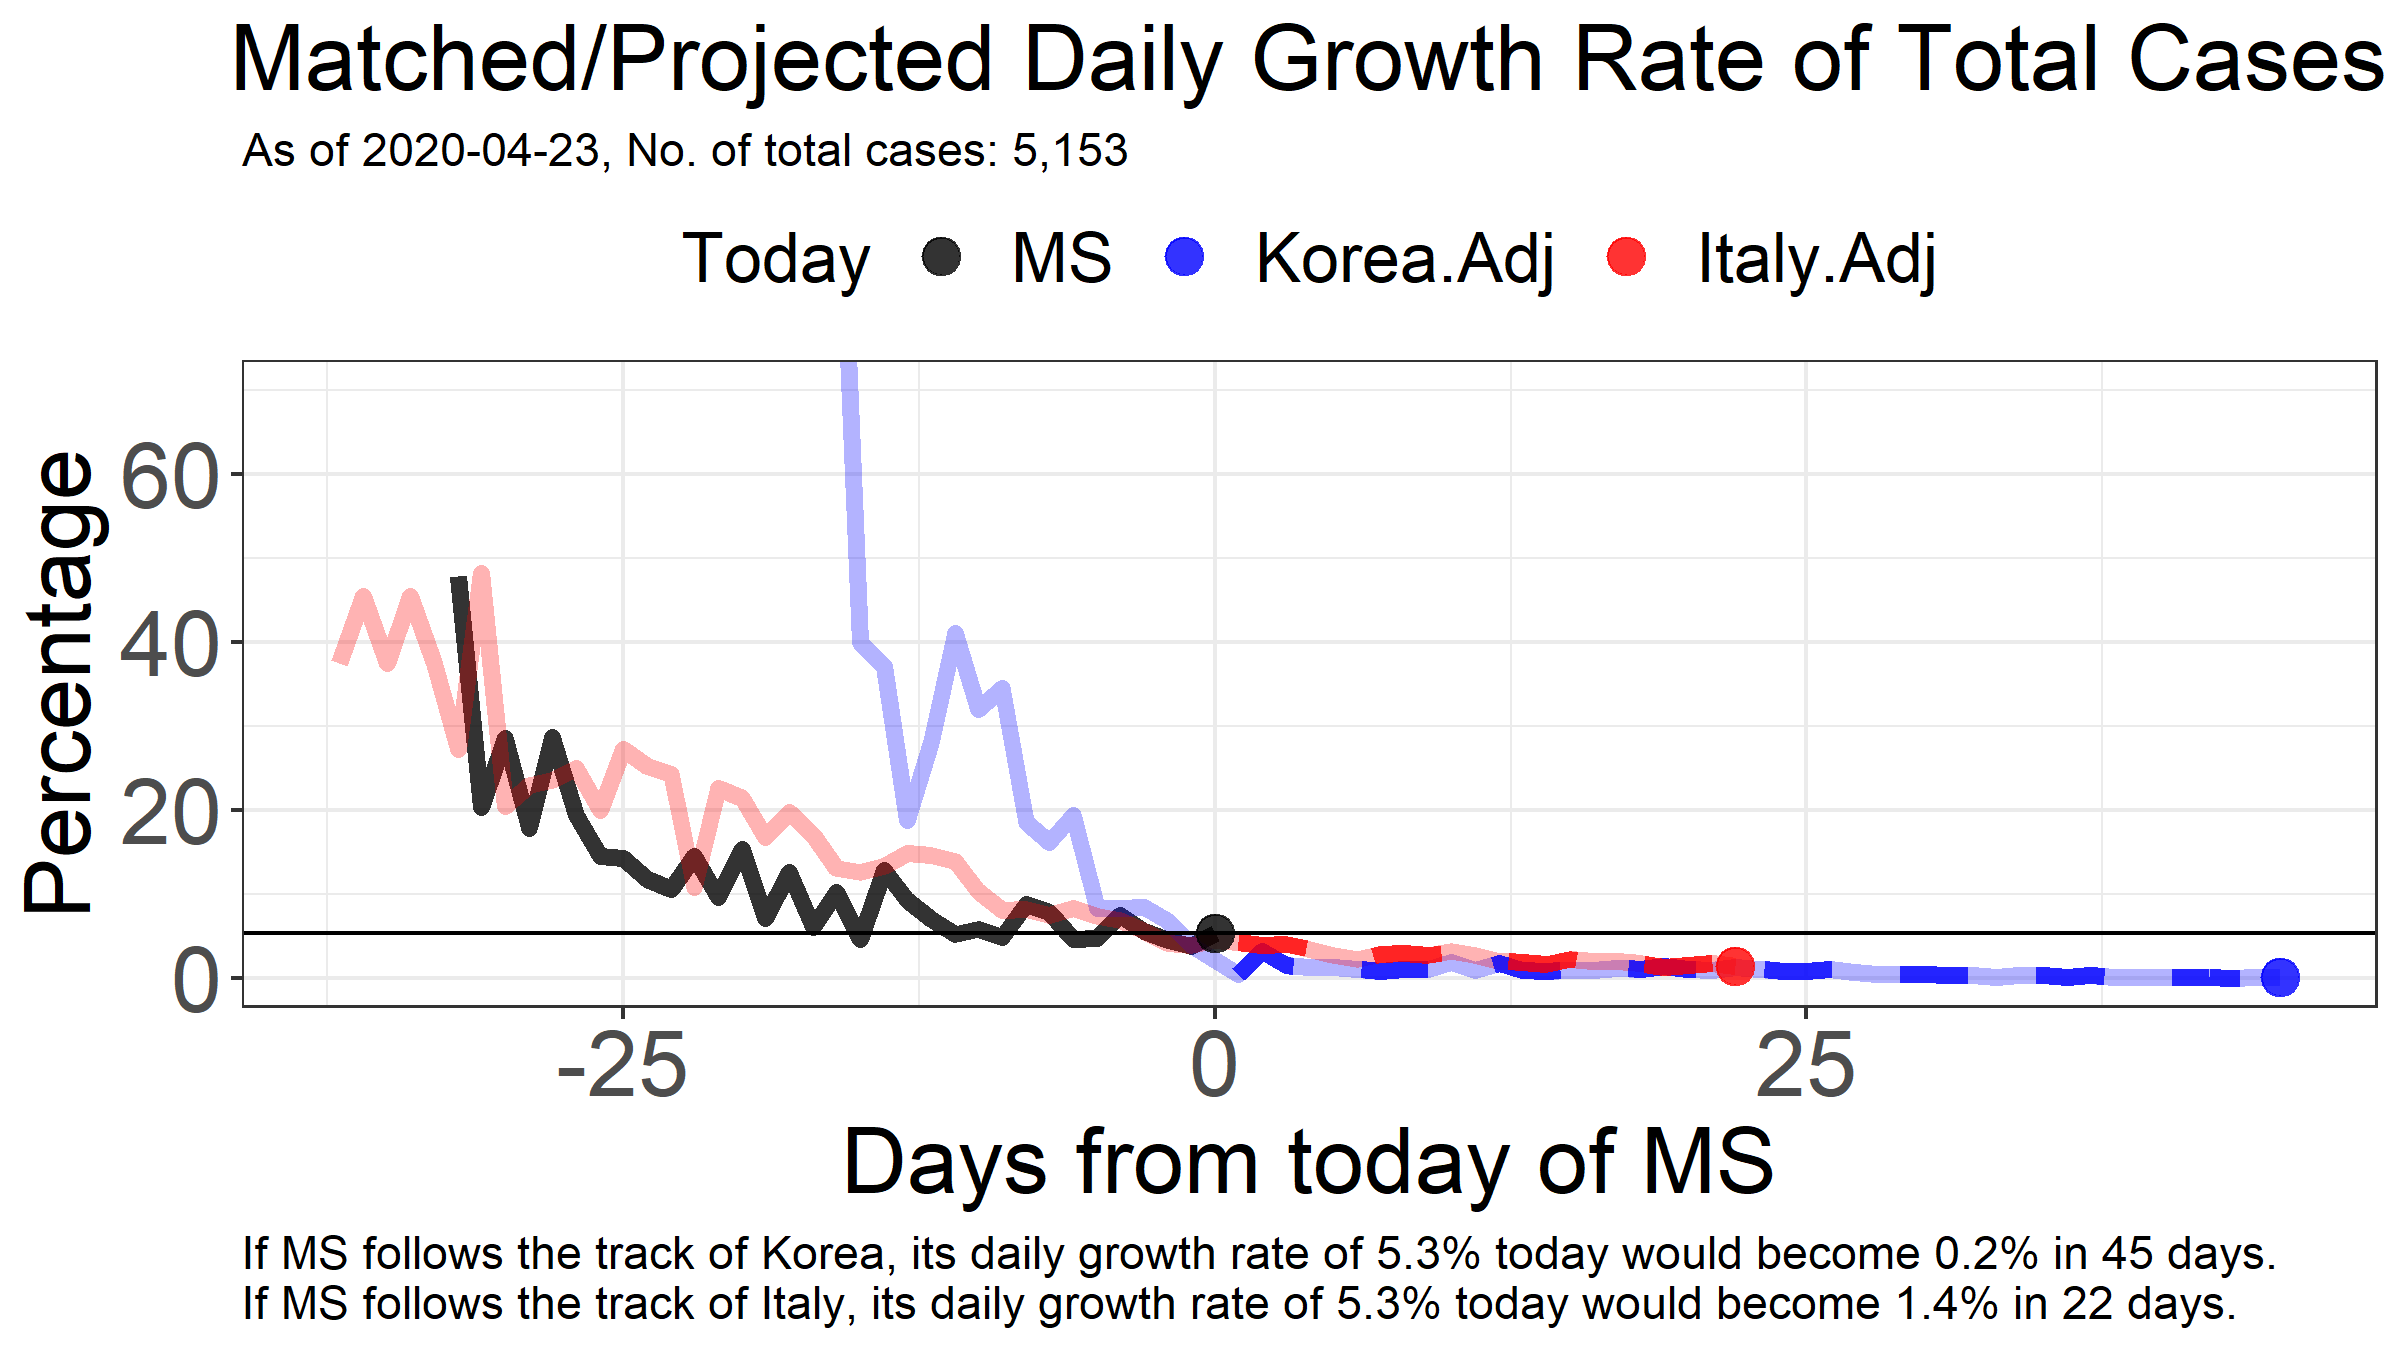 Matched/Projected Daily Growth Rate of Total Cases
As of 2020-04-23, No. of total cases: 5,153
Today MS Korea.Adj Italy.Adj
Percentage
60
40
20
0
-25 0 25
Days from today of MS
If MS follows the track of Korea, its daily growth rate of 5.3% today would become 0.2% in 45 days.
If MS follows the track of Italy, its daily growth rate of 5.3% today would become 1.4% in 22 days.